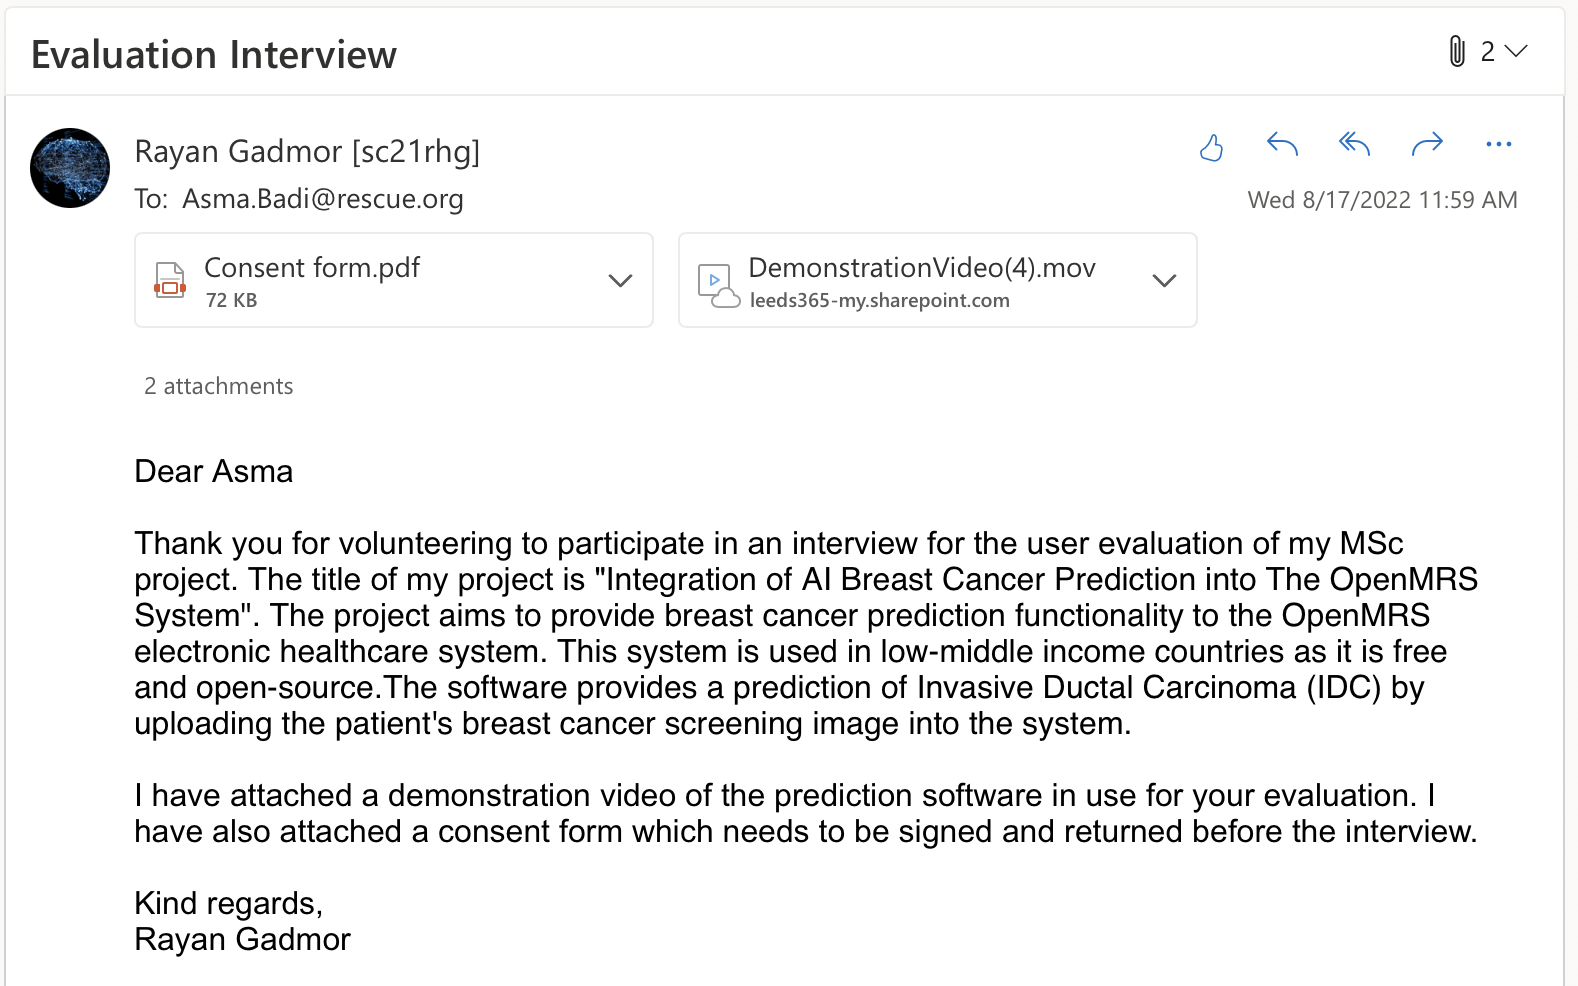 Evaluation Interview
2
Rayan Gadmor [sc21rhg]
To: Asma.Badi@rescue.org
Wed 8/17/2022 11:59 AM
Consent form.pdf
72 KB
DemonstrationVideo(4).mov
leeds365-my.sharepoint.com
2 attachments
Dear Asma
Thank you for volunteering to participate in an interview for the user evaluation of my MSc
project. The title of my project is "Integration of AI Breast Cancer Prediction into The OpenMRS
System". The project aims to provide breast cancer prediction functionality to the OpenMRS
electronic healthcare system. This system is used in low-middle income countries as it is free
and open-source.The software provides a prediction of Invasive Ductal Carcinoma (IDC) by
uploading the patient's breast cancer screening image into the system.
I have attached a demonstration video of the prediction software in use for your evaluation. I
have also attached a consent form which needs to be signed and returned before the interview.
Kind regards,
Rayan Gadmor